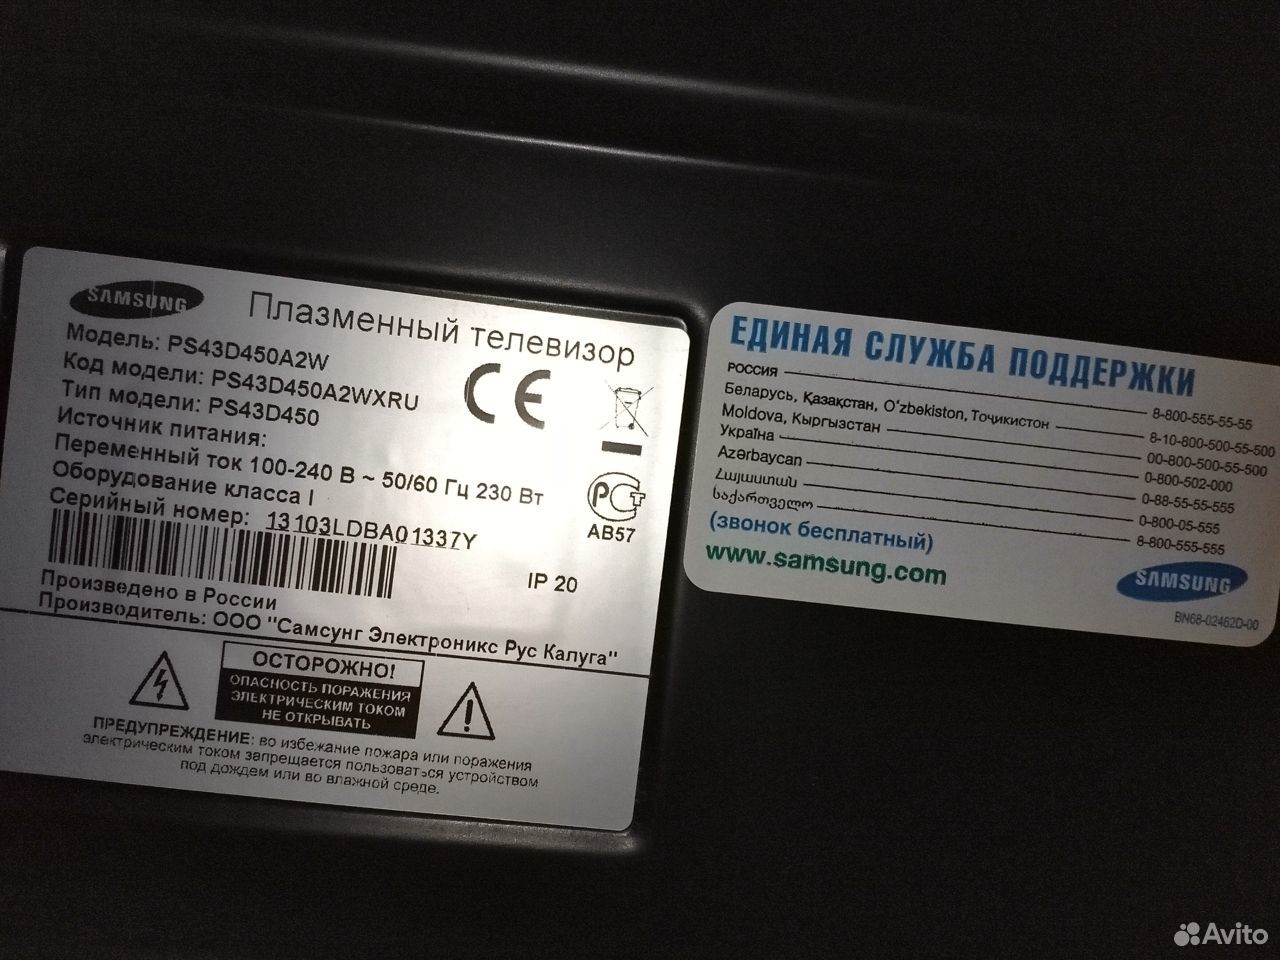 SAMSUNG
Плазменный телевизор
Модель: PS43D450A2W
Код модели: PS43D450A2WXRU
Тип модели: PS43D450
Источник питания:
Переменный ток 100-240 В ~ 50/60 Гц 230 Вт
Оборудование класса I
Серийный номер: 13103LDBA01337Y
CE
РСТ
АВ57
IP 20
Произведено в России
Производитель: ООО "Самсунг Электроникс Рус Калуга"
ОСТОРОЖНО!
ОПАСНОСТЬ ПОРАЖЕНИЯ
ЭЛЕКТРИЧЕСКИМ ТОКОМ
НЕ ОТКРЫВАТЬ
ПРЕДУПРЕЖДЕНИЕ: во избежание пожара или поражения
электрическим током запрещается пользоваться устройством
под дождем или во влажной среде.
ЕДИНАЯ СЛУЖБА ПОДДЕРЖКИ
РОССИЯ 8-800-555-55-55
Беларусь, Қазақстан, O'zbekiston, Тоҷикистон 8-10-800-500-55-500
Moldova, Кыргызстан 00-800-500-55-500
Україна 0-800-502-000
Azərbaycan 0-88-55-55-555
Հայաստան 0-800-05-555
საქართველო 8-800-555-555
(звонок бесплатный)
www.samsung.com
SAMSUNG
BN68-02462D-00
Avito